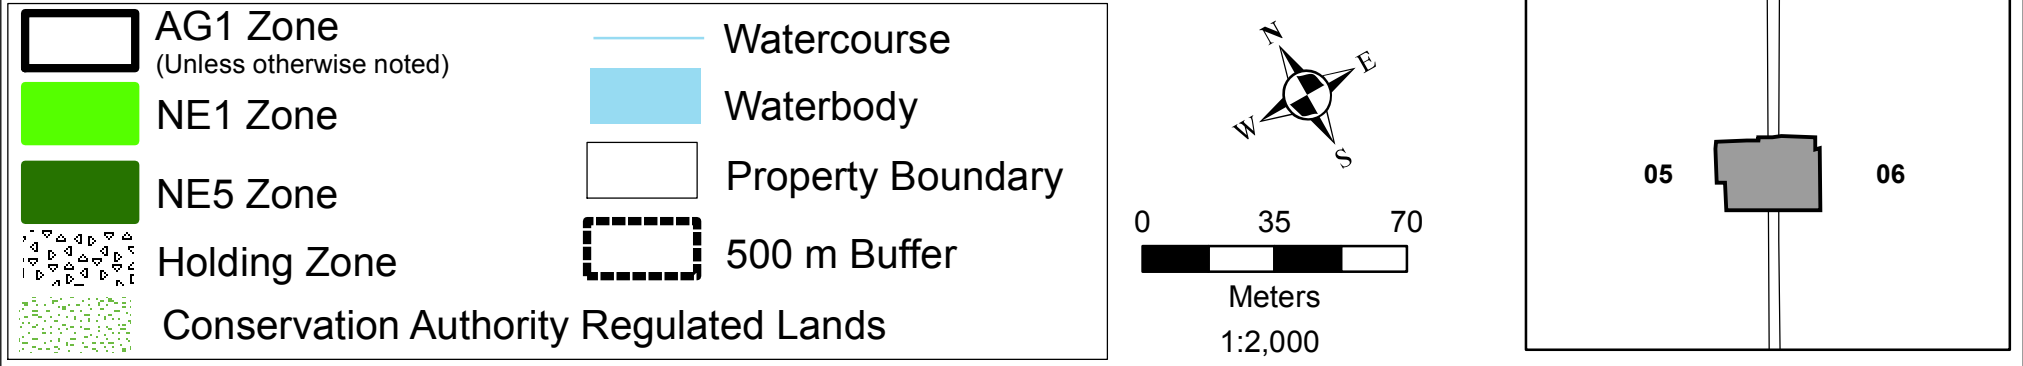 AG1 Zone
(Unless otherwise noted)
NE1 Zone
NE5 Zone
Holding Zone
Conservation Authority Regulated Lands
Watercourse
Waterbody
Property Boundary
500 m Buffer
N
E
W
S
0 35 70
Meters
1:2,000
05 06